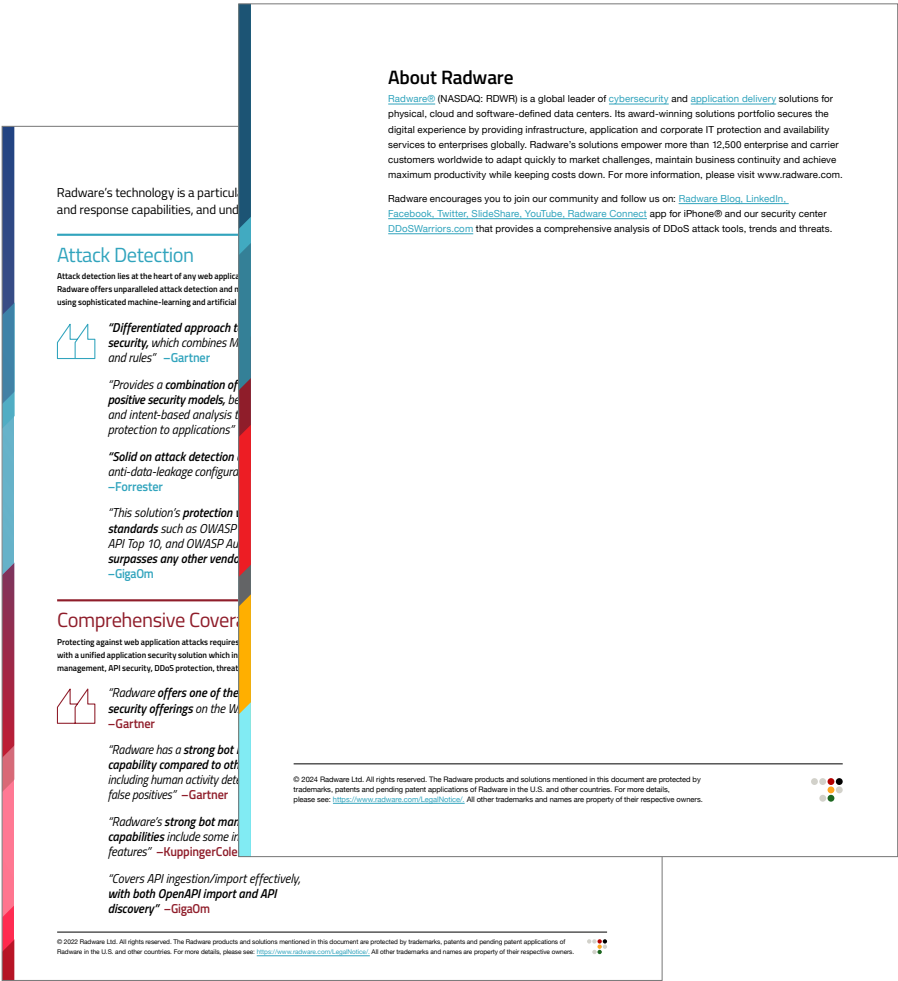 About Radware
Radware® (NASDAQ: RDWR) is a global leader of cybersecurity and application delivery solutions for
physical, cloud and software-defined data centers. Its award-winning solutions portfolio secures the
digital experience by providing infrastructure, application and corporate IT protection and availability
services to enterprises globally. Radware's solutions empower more than 12,500 enterprise and carrier
customers worldwide to adapt quickly to market challenges, maintain business continuity and achieve
maximum productivity while keeping costs down. For more information, please visit www.radware.com.
Radware encourages you to join our community and follow us on: Radware Blog, LinkedIn,
Facebook, Twitter, SlideShare, YouTube, Radware Connect app for iPhone® and our security center
DDoSWarriors.com that provides a comprehensive analysis of DDoS attack tools, trends and threats.
© 2024 Radware Ltd. All rights reserved. The Radware products and solutions mentioned in this document are protected by
trademarks, patents and pending patent applications of Radware in the U.S. and other countries. For more details,
please see: https://www.radware.com/LegalNotice/. All other trademarks and names are property of their respective owners.
Radware's technology is a
and response capabilities, and
Attack Detection
Attack detection lies at the heart of any web
Radware offers unparalleled attack detection and
using sophisticated machine-learning and artificial
"Differentiated approach
security, which combines
and rules" –Gartner
"Provides a combination of
positive security models,
and intent-based analysis
protection to applications"
"Solid on attack detection
anti-data-leakage
–Forrester
"This solution's protection
standards such as OWASP
API Top 10, and OWASP
surpasses any other
–GigaOm
Comprehensive
Protecting against web application attacks requires
with a unified application security solution which
management, API security, DDoS protection,
"Radware offers one of the
security offerings on the
–Gartner
"Radware has a strong bot
capability compared to
including human activity
false positives" –Gartner
"Radware's strong bot
capabilities include some
features" –KuppingerCole
"Covers API ingestion/import effectively,
with both OpenAPI import and API
discovery" –GigaOm
© 2022 Radware Ltd. All rights reserved. The Radware products and solutions mentioned in this document are protected by trademarks, patents and pending patent applications of
Radware in the U.S. and other countries. For more details, please see: https://www.radware.com/LegalNotice/. All other trademarks and names are property of their respective owners.